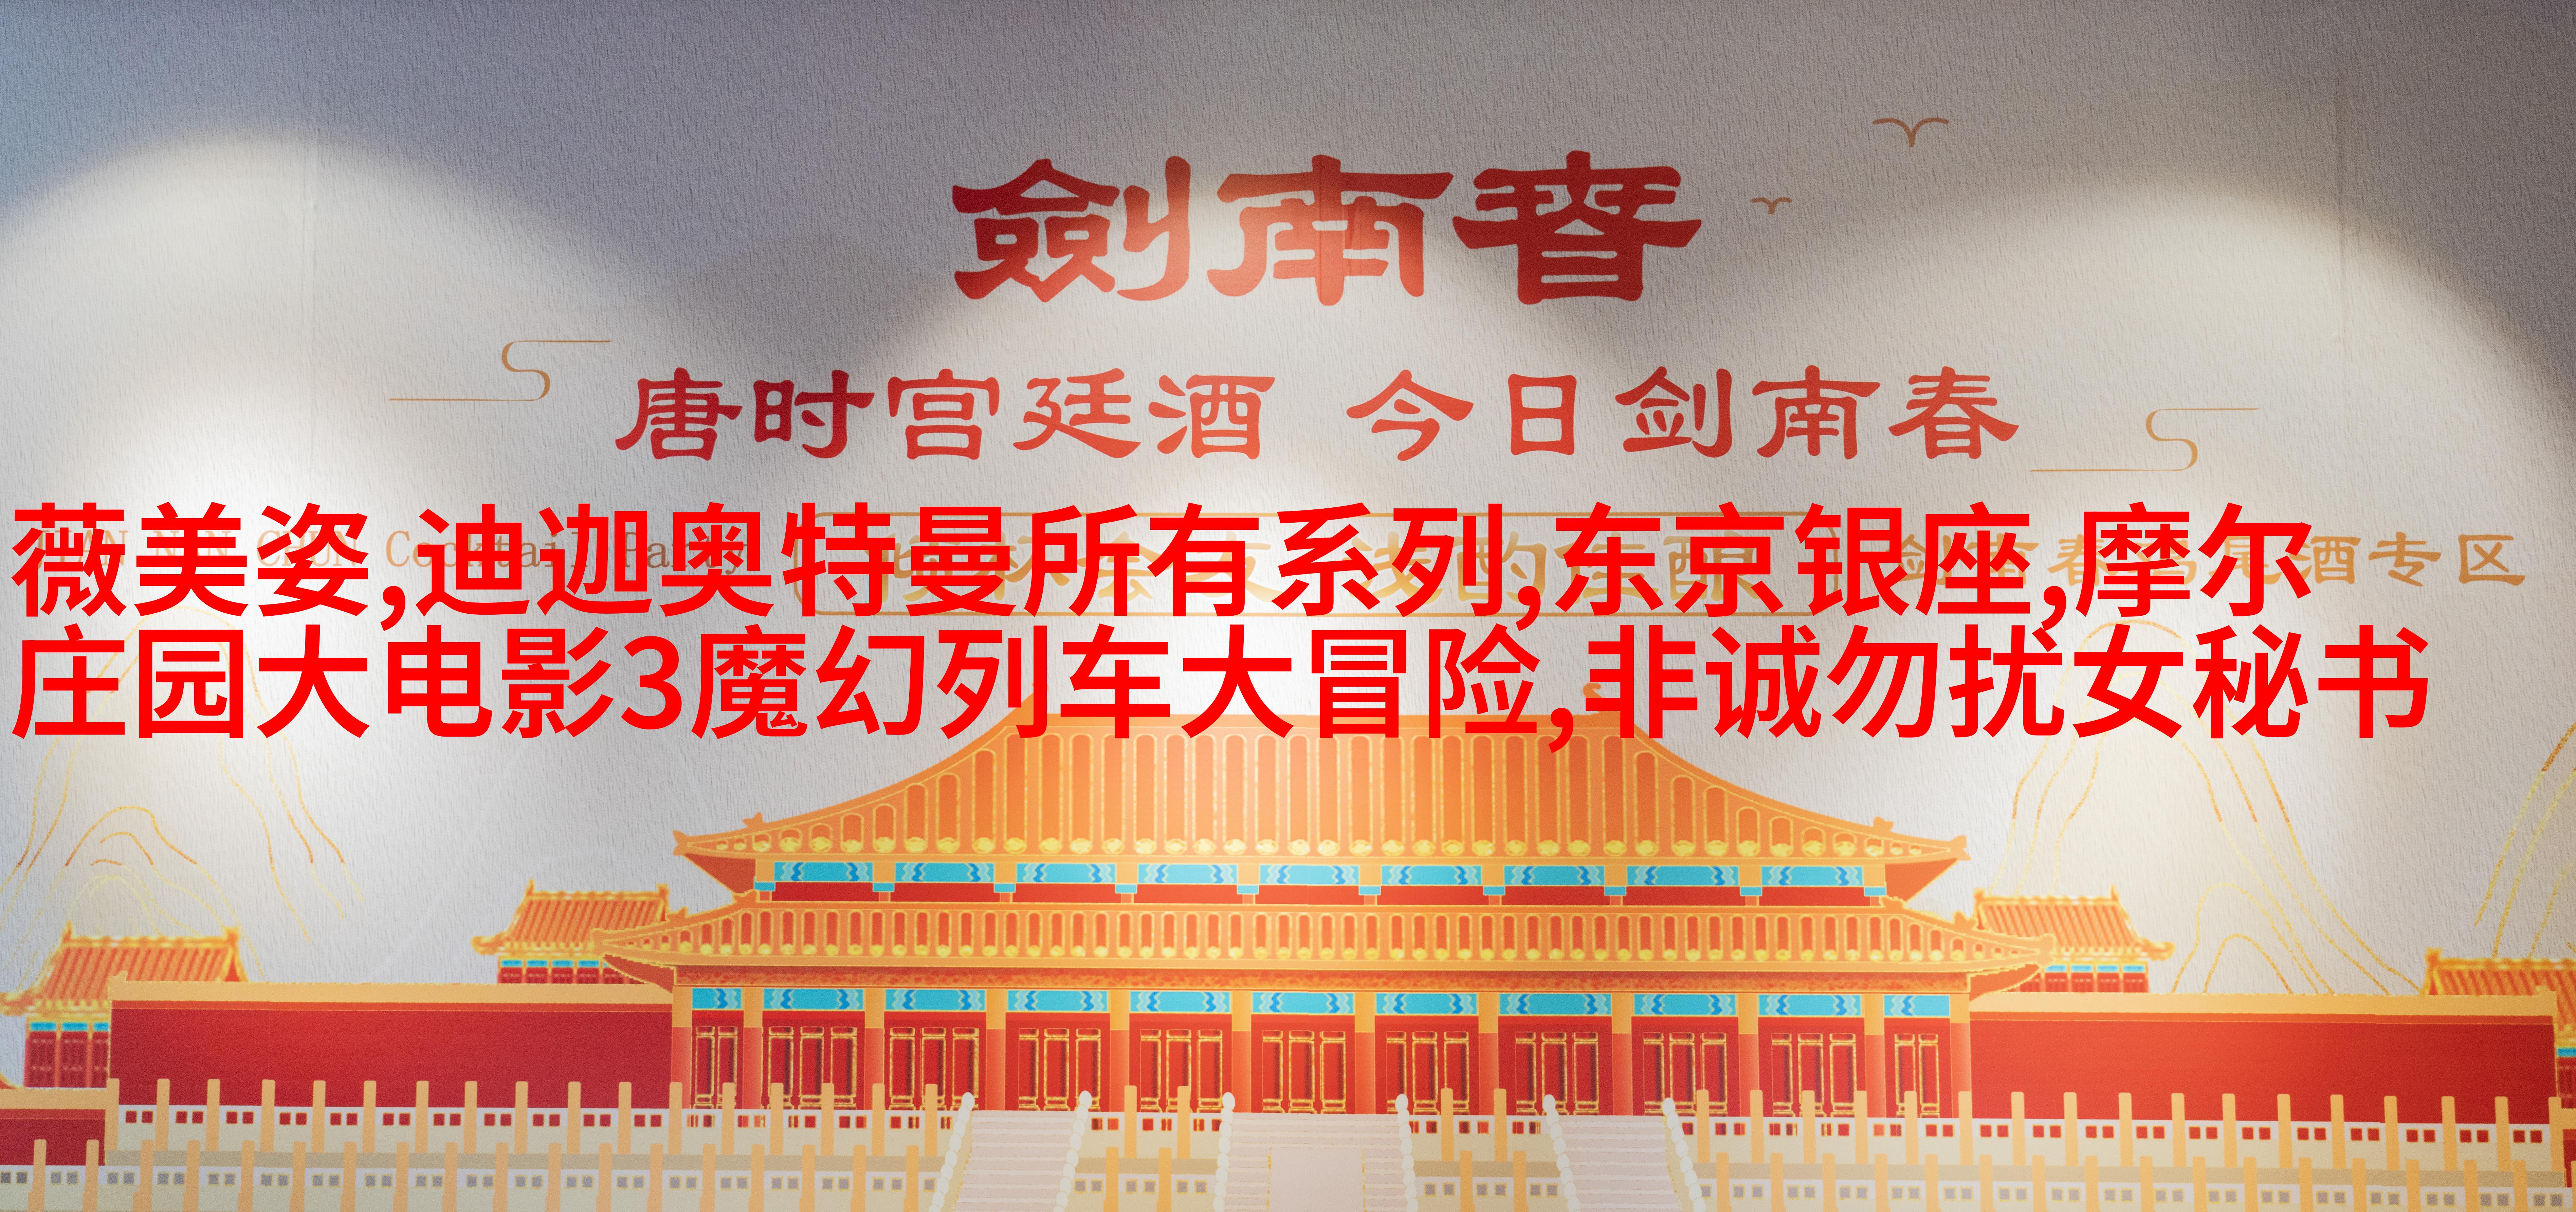 劍南春
唐时宫廷酒 今日剑南春
薇美姿,迪迦奥特曼所有系列,东京银座,摩尔
庄园大电影3魔幻列车大冒险,非诚勿扰女秘书
Cocktail Party
酒专区